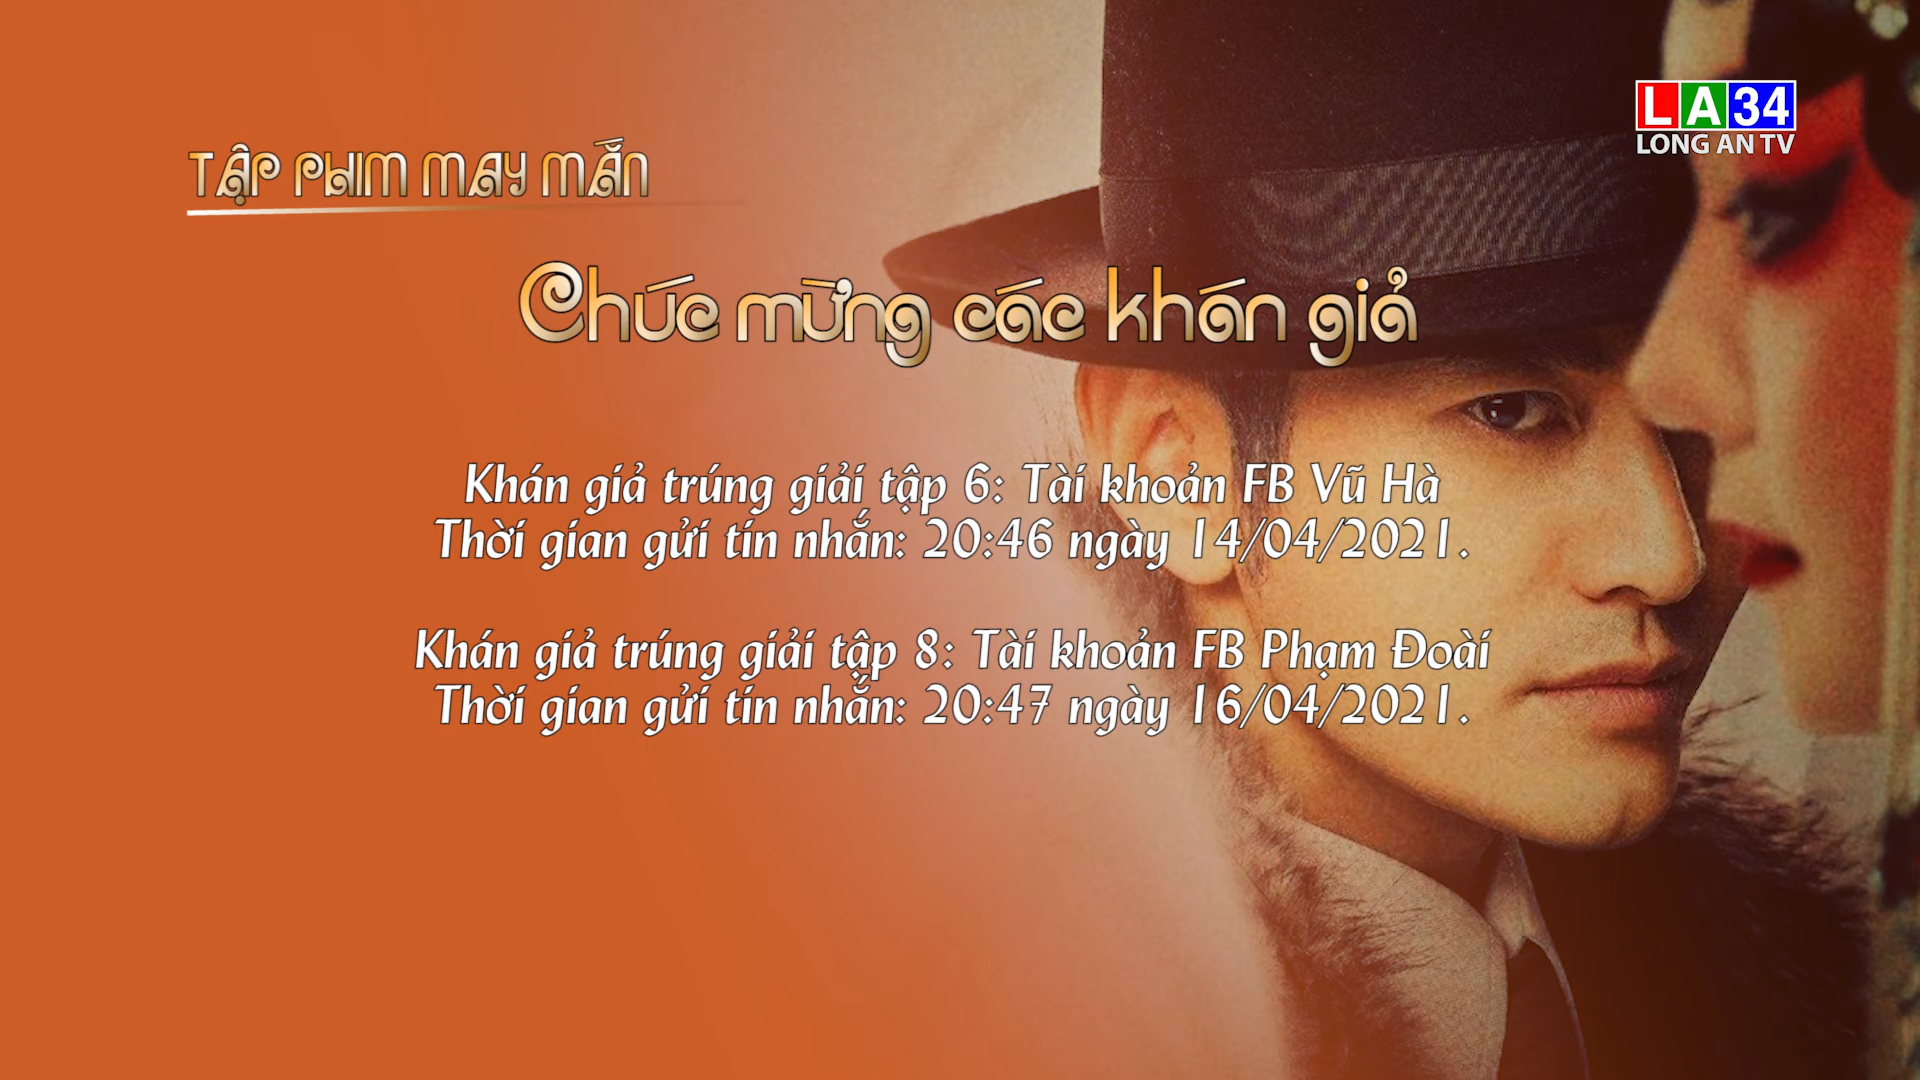 LA34
LONG AN TV
TẬP PHIM MAY MẮN
Chúc mừng các khán giả
Khán giả trúng giải tập 6: Tài khoản FB Vũ Hà
Thời gian gửi tin nhắn: 20:46 ngày 14/04/2021.
Khán giả trúng giải tập 8: Tài khoản FB Phạm Đoài
Thời gian gửi tin nhắn: 20:47 ngày 16/04/2021.